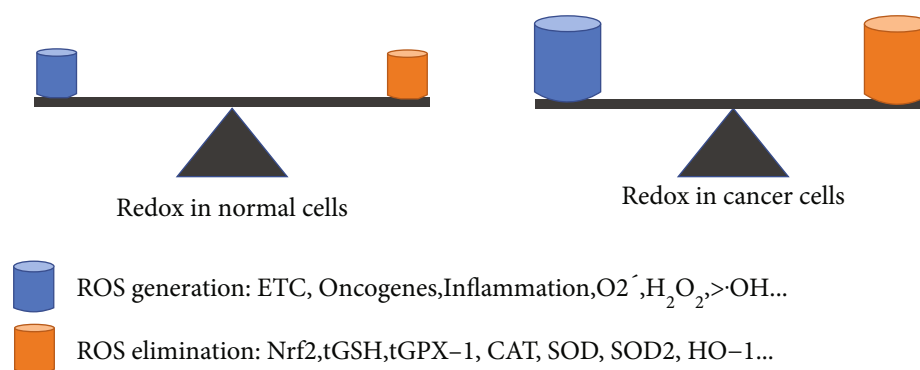 Redox in normal cells
Redox in cancer cells
ROS generation: ETC, Oncogenes,Inflammation,O2´,H₂O₂,>·OH...
ROS elimination: Nrf2,tGSH,tGPX–1, CAT, SOD, SOD2, HO–1...